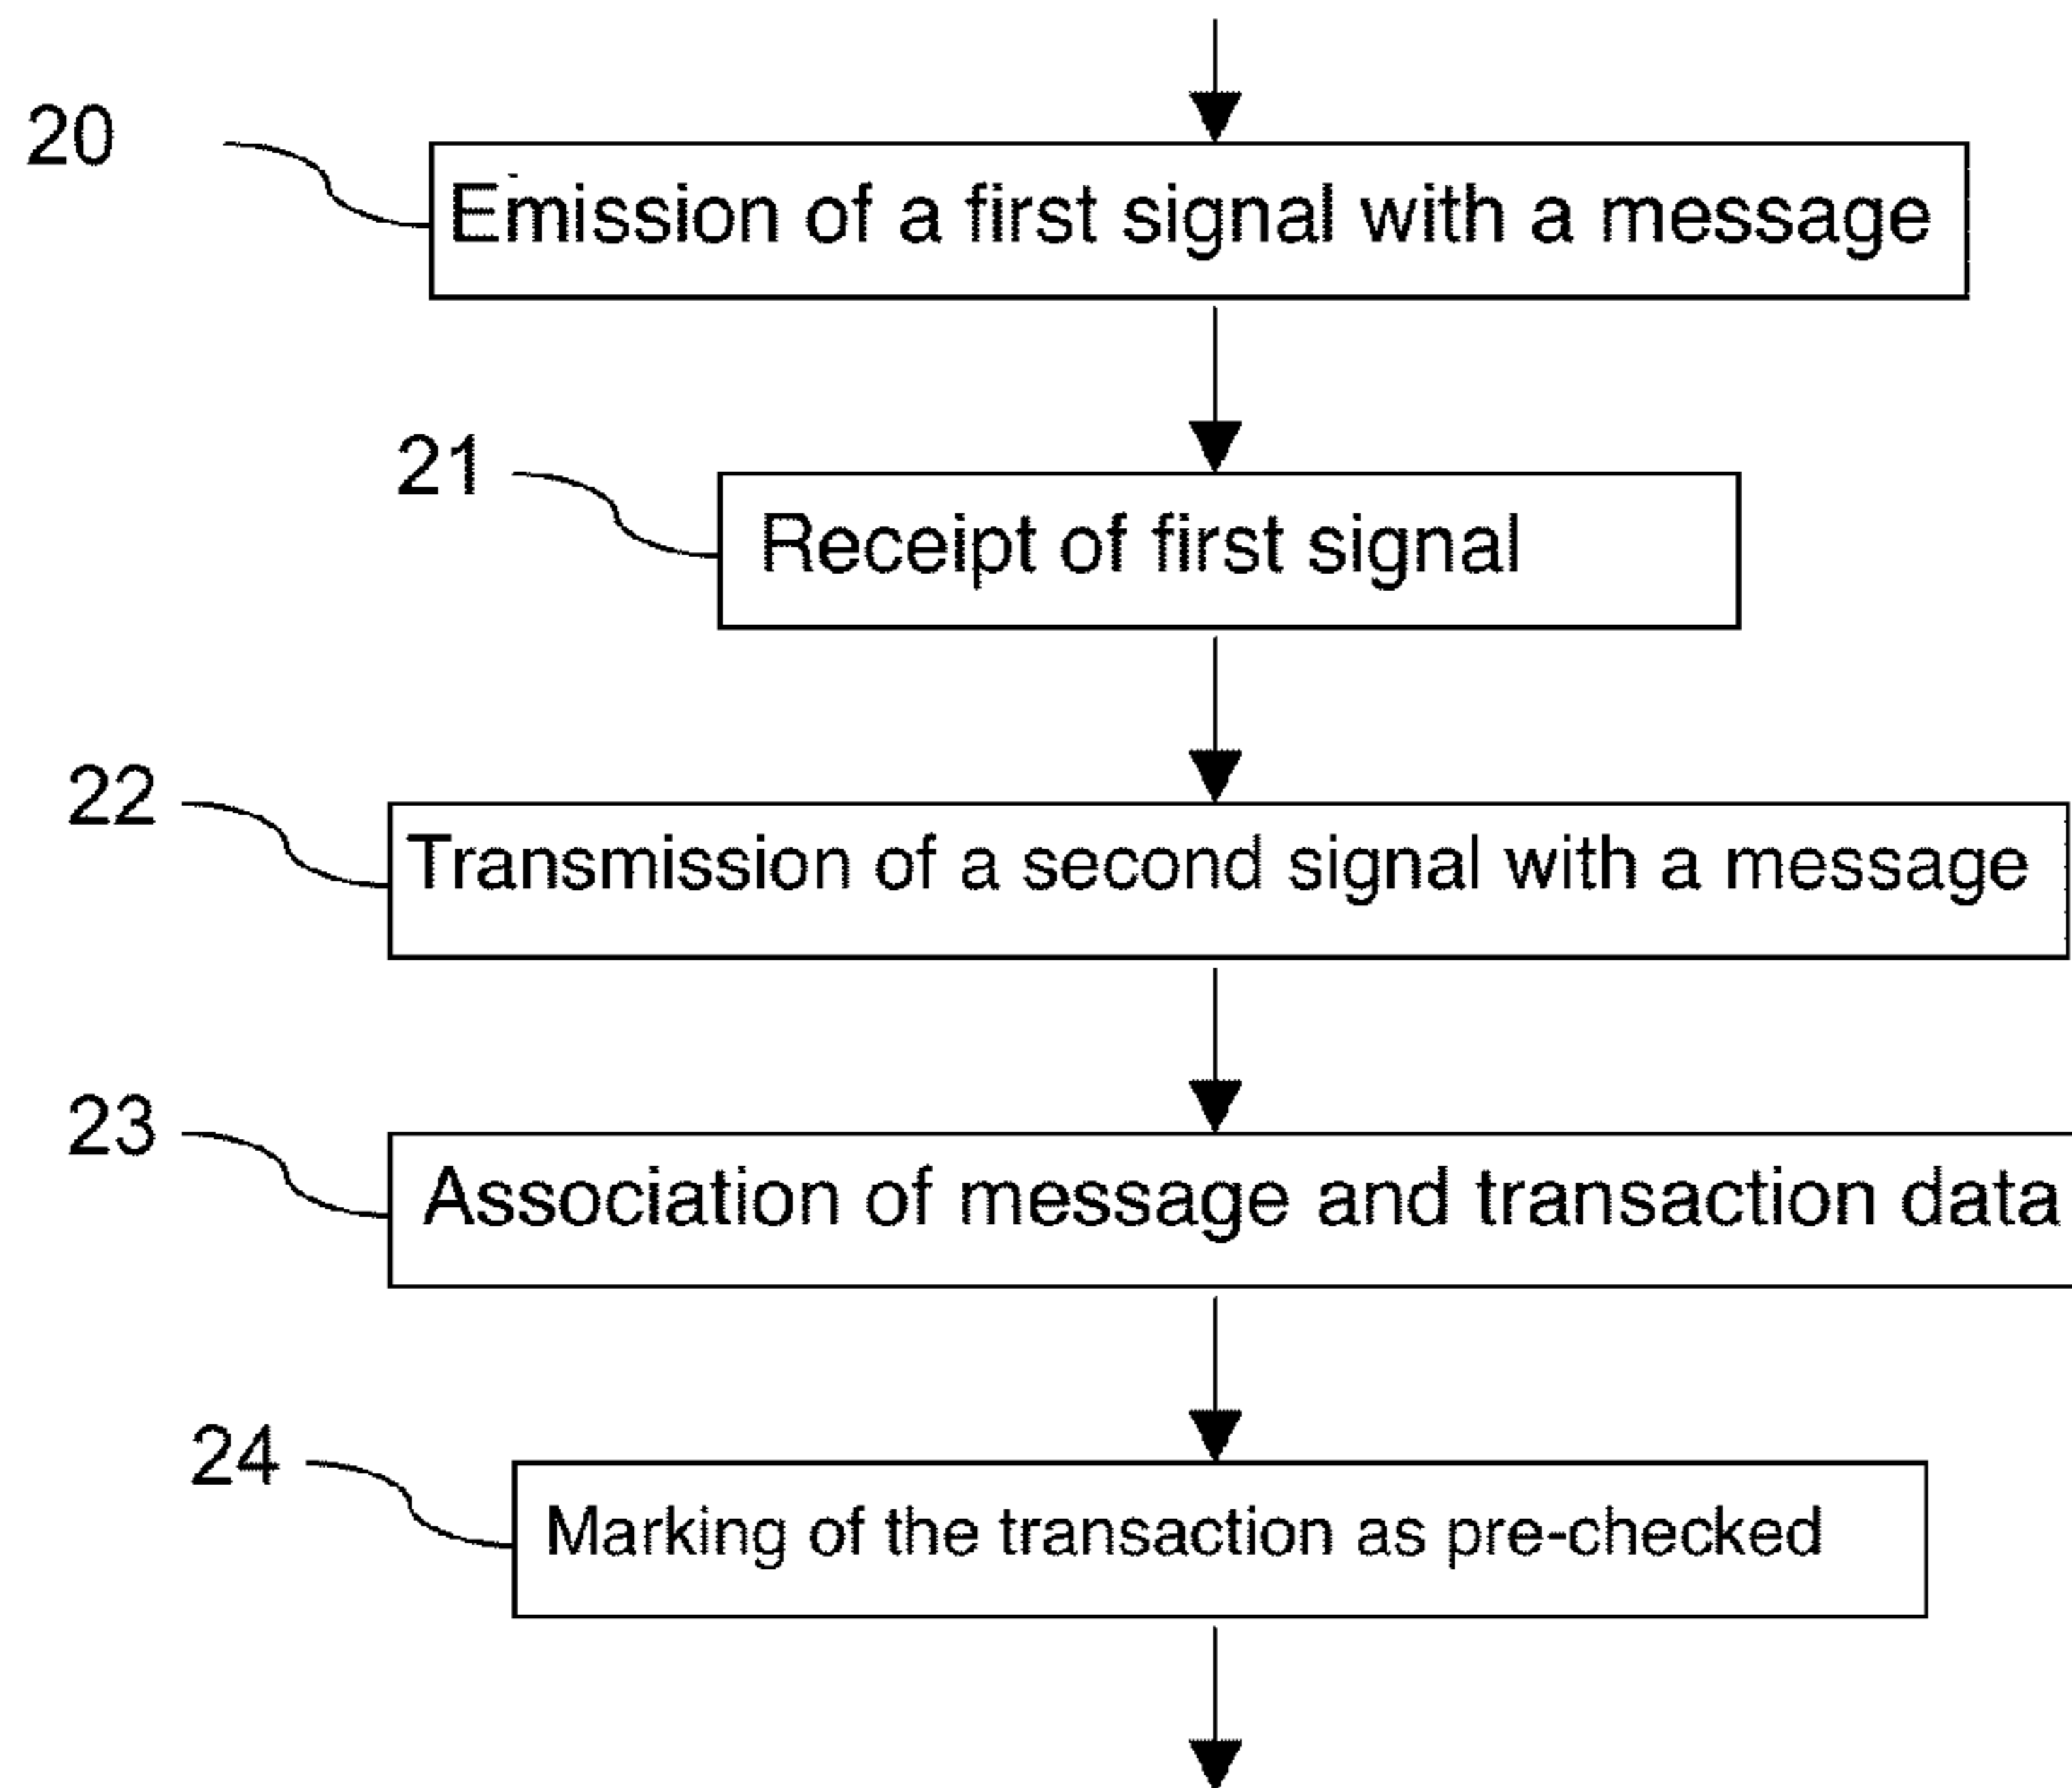 20
Emission of a first signal with a message
21
Receipt of first signal
22
Transmission of a second signal with a message
23
Association of message and transaction data
24
Marking of the transaction as pre-checked